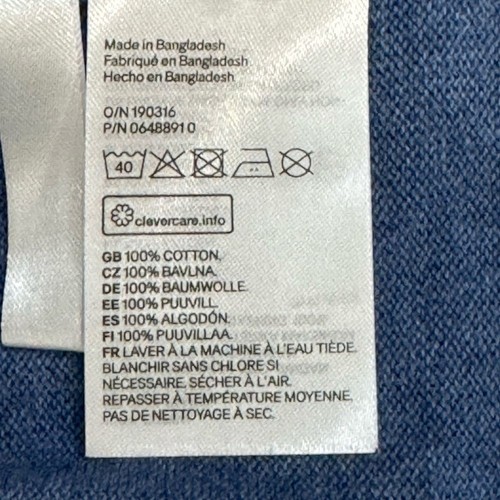 Made in Bangladesh
Fabriqué en Bangladesh
Hecho en Bangladesh
O/N 190316
P/N 06488910
40
clevercare.info
GB 100% COTTON.
CZ 100% BAVLNA.
DE 100% BAUMWOLLE.
EE 100% PUUVILL.
ES 100% ALGODÓN.
FI 100% PUUVILLAA.
FR LAVER À LA MACHINE À L'EAU TIÈDE.
BLANCHIR SANS CHLORE SI
NÉCESSAIRE. SÉCHER À L'AIR.
REPASSER À TEMPÉRATURE MOYENNE.
PAS DE NETTOYAGE À SEC.